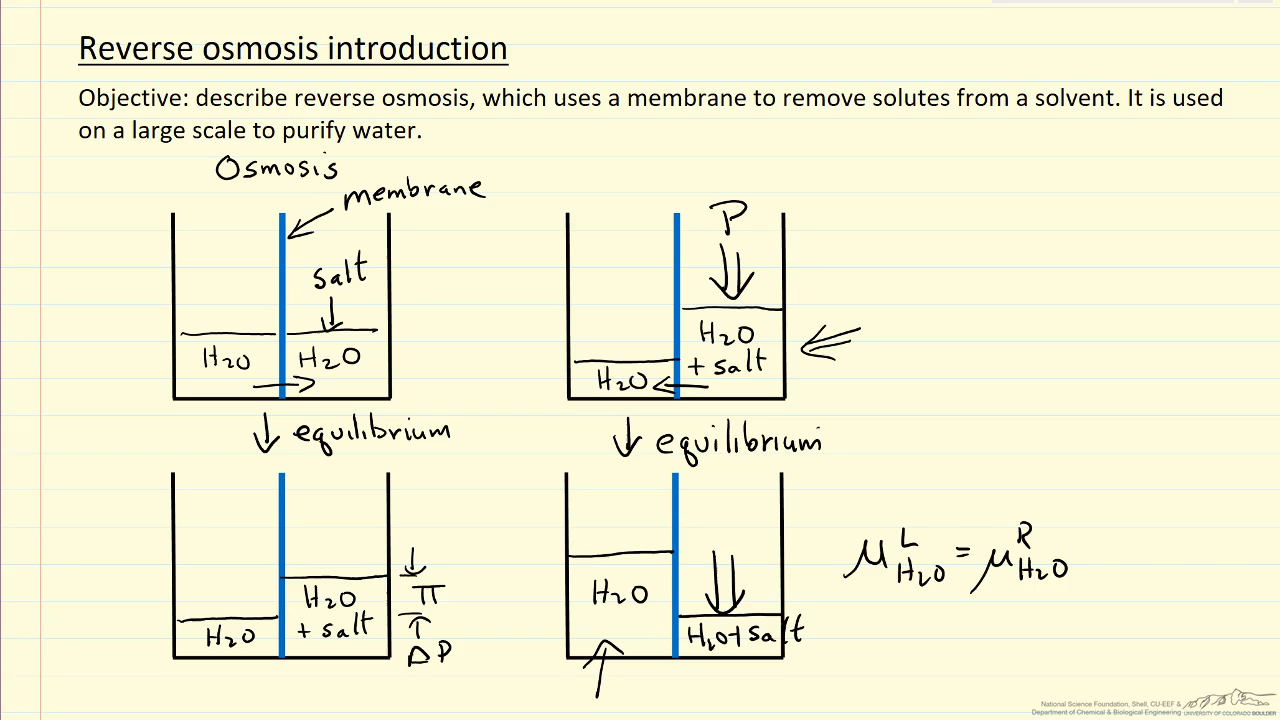 Reverse osmosis introduction
Objective: describe reverse osmosis, which uses a membrane to remove solutes from a solvent. It is used
on a large scale to purify water.
Osmosis
membrane
salt
H₂O
H₂O
P
H₂O
+ salt
H₂O
equilibrium
equilibrium
H₂O
H₂O
+ salt
π
ΔP
H₂O
H₂O+salt
μ^L_H₂O = μ^R_H₂O
National Science Foundation, Shell, CU-EEF &
Department of Chemical & Biological Engineering
UNIVERSITY OF COLORADO BOULDER